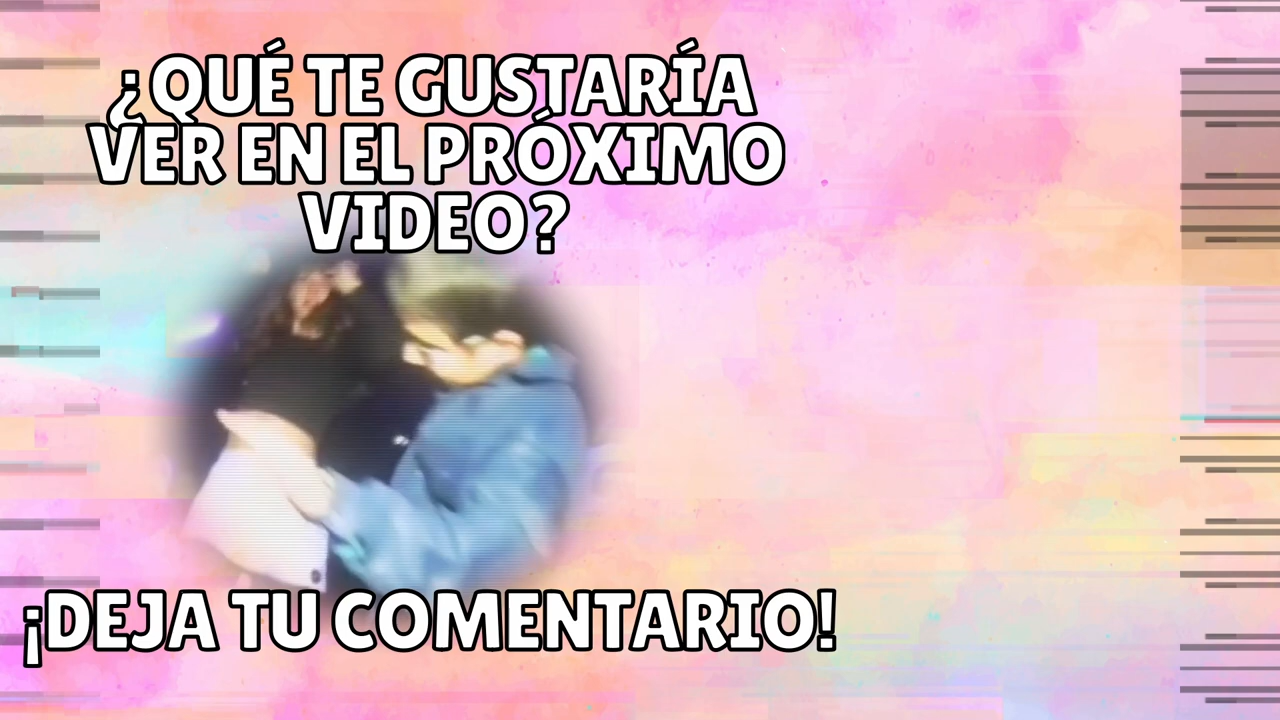 ¿QUÉ TE GUSTARÍA
VER EN EL PRÓXIMO
VIDEO?
¡DEJA TU COMENTARIO!